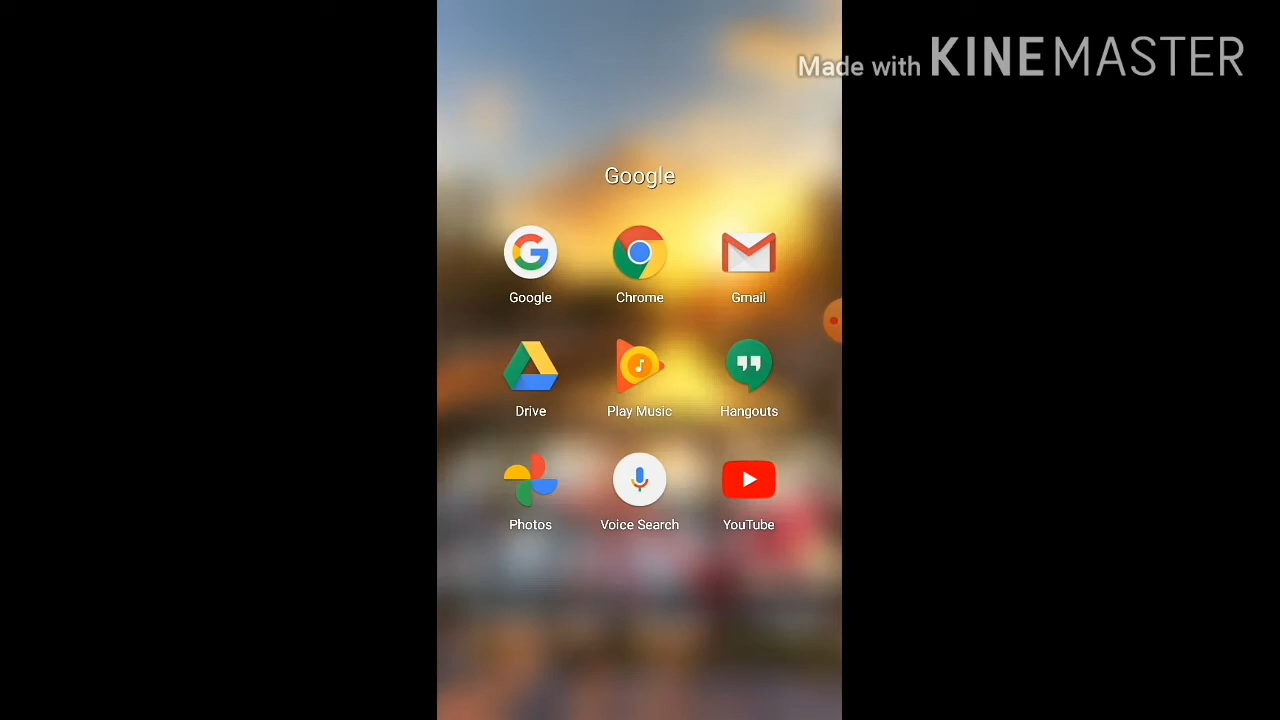 Made with KINEMASTER
Google
Google Chrome Gmail
Drive Play Music Hangouts
Photos Voice Search YouTube